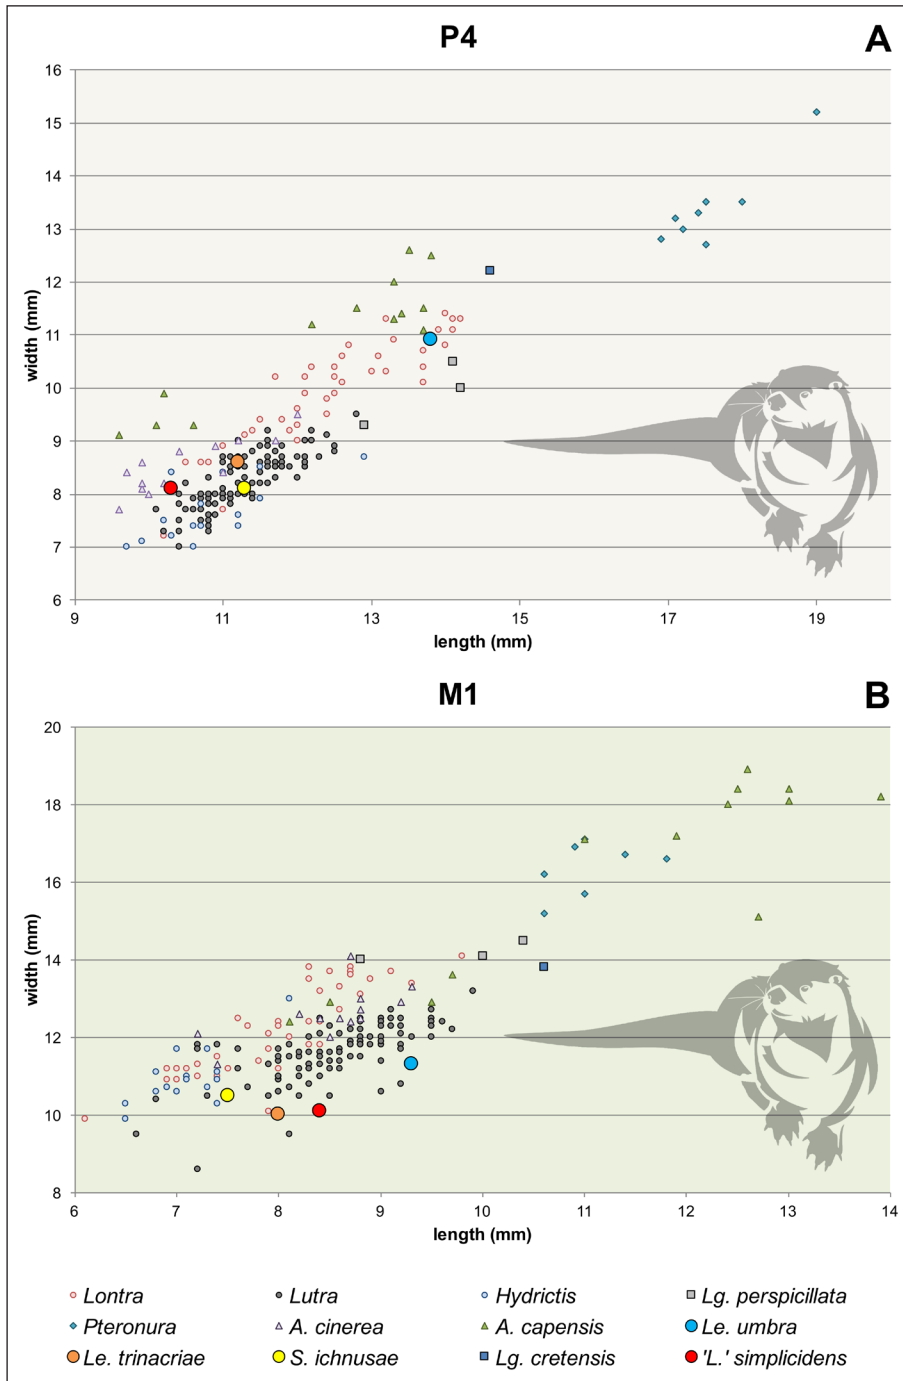 P4
A
16
15
14
13
12
11
10
9
8
7
6
width (mm)
9 11 13 15 17 19
length (mm)
M1
B
20
18
16
14
12
10
8
width (mm)
6 7 8 9 10 11 12 13 14
length (mm)
Lontra Lutra Hydrictis Lg. perspicillata
Pteronura A. cinerea A. capensis Le. umbra
Le. trinacriae S. ichnusae Lg. cretensis 'L.' simplicidens